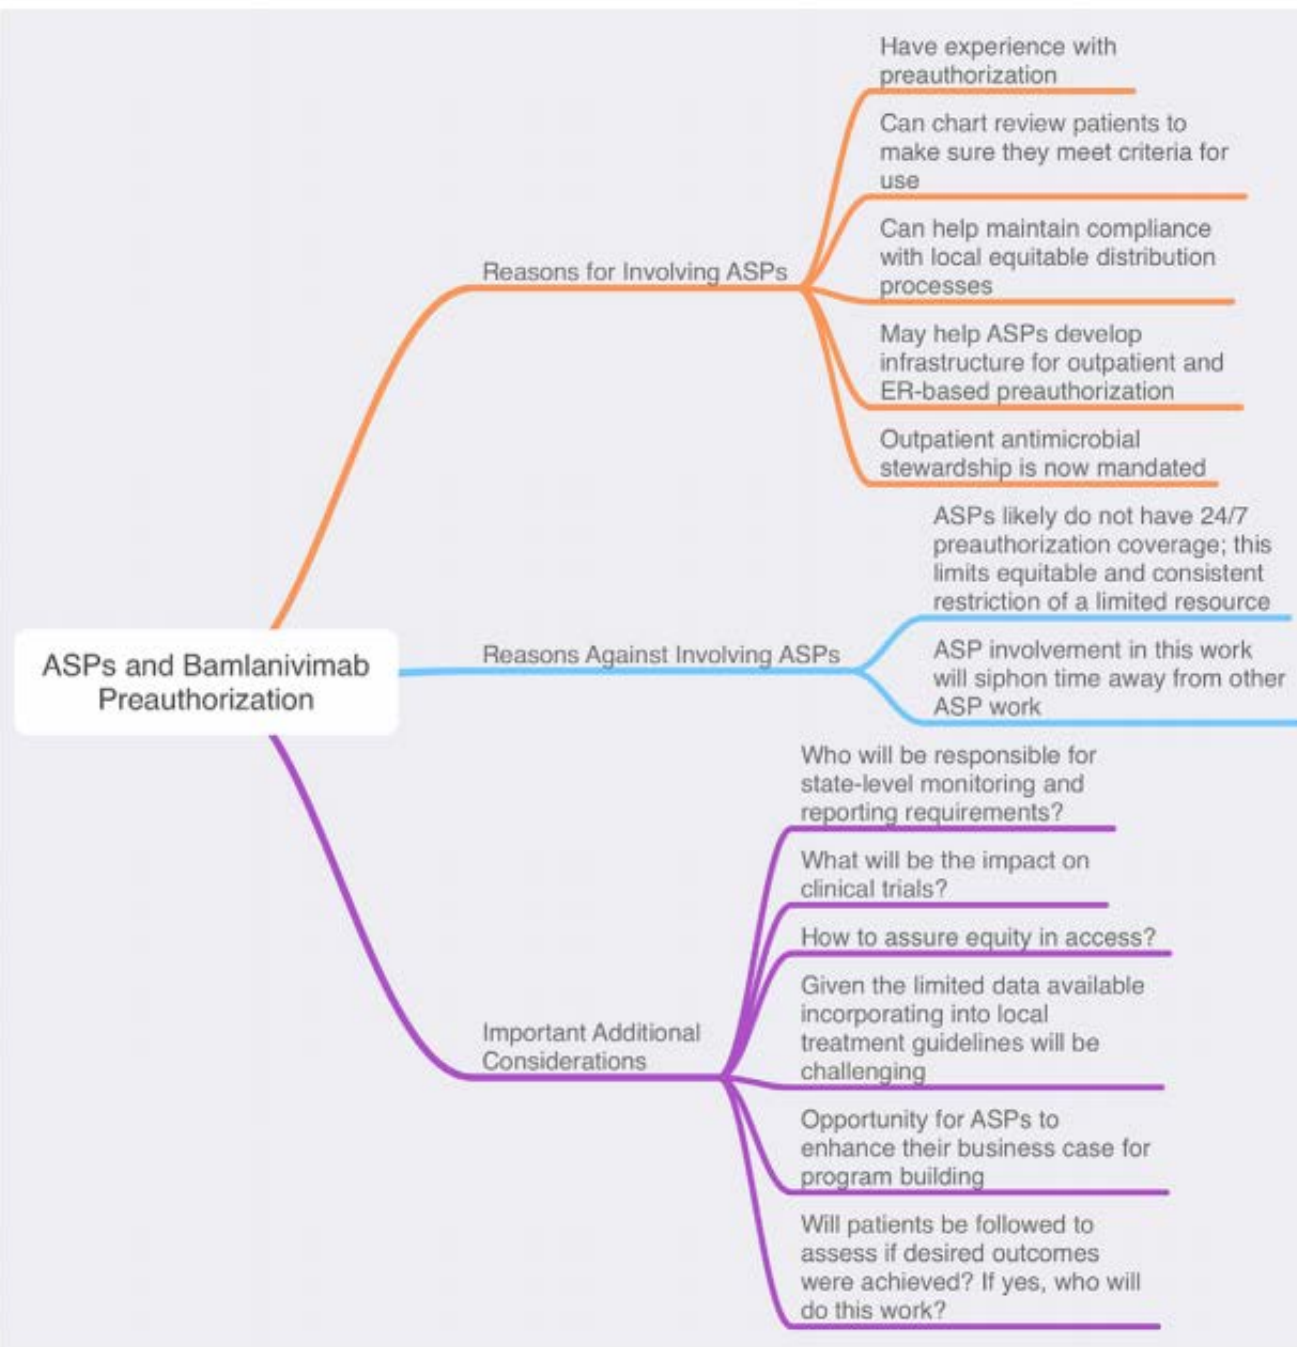 Have experience with
preauthorization
Can chart review patients to
make sure they meet criteria for
use
Can help maintain compliance
with local equitable distribution
processes
Reasons for Involving ASPs
May help ASPs develop
infrastructure for outpatient and
ER-based preauthorization
Outpatient antimicrobial
stewardship is now mandated
ASPs likely do not have 24/7
preauthorization coverage; this
limits equitable and consistent
restriction of a limited resource
ASPs and Bamlanivimab
Preauthorization
Reasons Against Involving ASPs
ASP involvement in this work
will siphon time away from other
ASP work
Who will be responsible for
state-level monitoring and
reporting requirements?
What will be the impact on
clinical trials?
How to assure equity in access?
Given the limited data available
incorporating into local
treatment guidelines will be
challenging
Important Additional
Considerations
Opportunity for ASPs to
enhance their business case for
program building
Will patients be followed to
assess if desired outcomes
were achieved? If yes, who will
do this work?